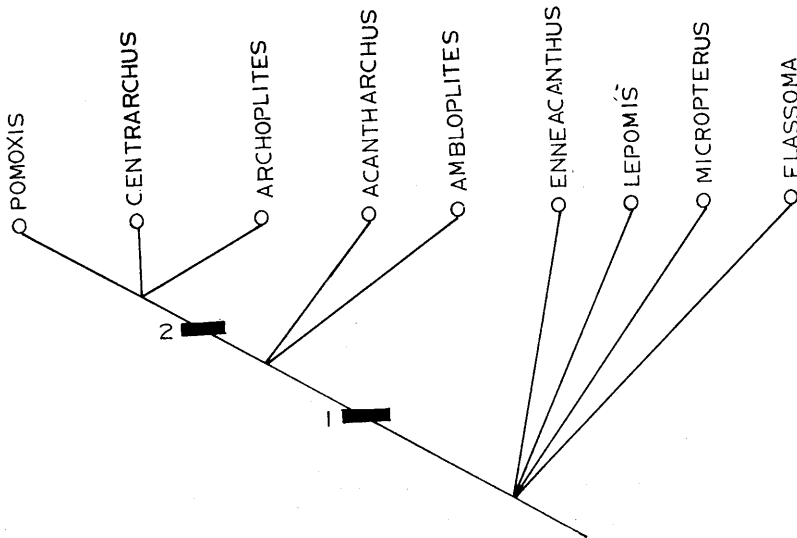 POMOXIS
CENTRARCHUS
ARCHOPLITES
ACANTHARCHUS
AMBLOPLITES
ENNEACANTHUS
LEPOMIS
MICROPTERUS
ELASSOMA
2
1